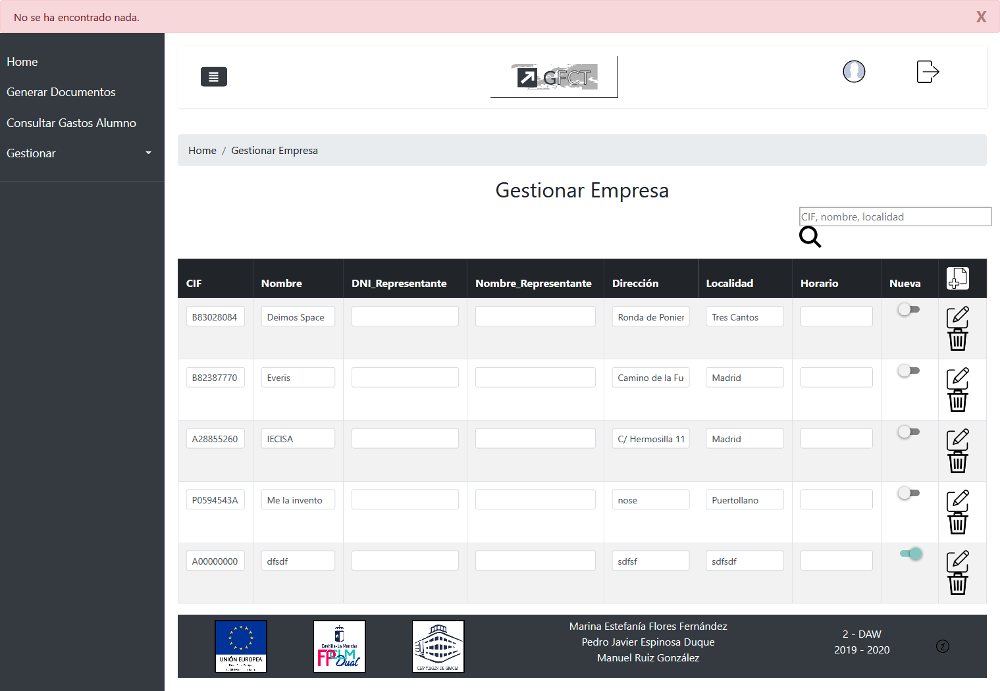 No se ha encontrado nada.
X
Home
Generar Documentos
Consultar Gastos Alumno
Gestionar
GFCT
Home / Gestionar Empresa
Gestionar Empresa
CIF, nombre, localidad
CIF Nombre DNI_Representante Nombre_Representante Dirección Localidad Horario Nueva
B83028084 Deimos Space Ronda de Ponier Tres Cantos
B82387770 Everis Camino de la Fu Madrid
A28855260 IECISA C/ Hermosilla 11 Madrid
P0594543A Me la invento nose Puertollano
A00000000 dfsdf sdfsf sdfsdf
UNIÓN EUROPEA
Castilla-La Mancha
FPCLM
Dual
CIFP VIRGEN DE GRACIA
Marina Estefanía Flores Fernández
Pedro Javier Espinosa Duque
Manuel Ruiz González
2 - DAW
2019 - 2020